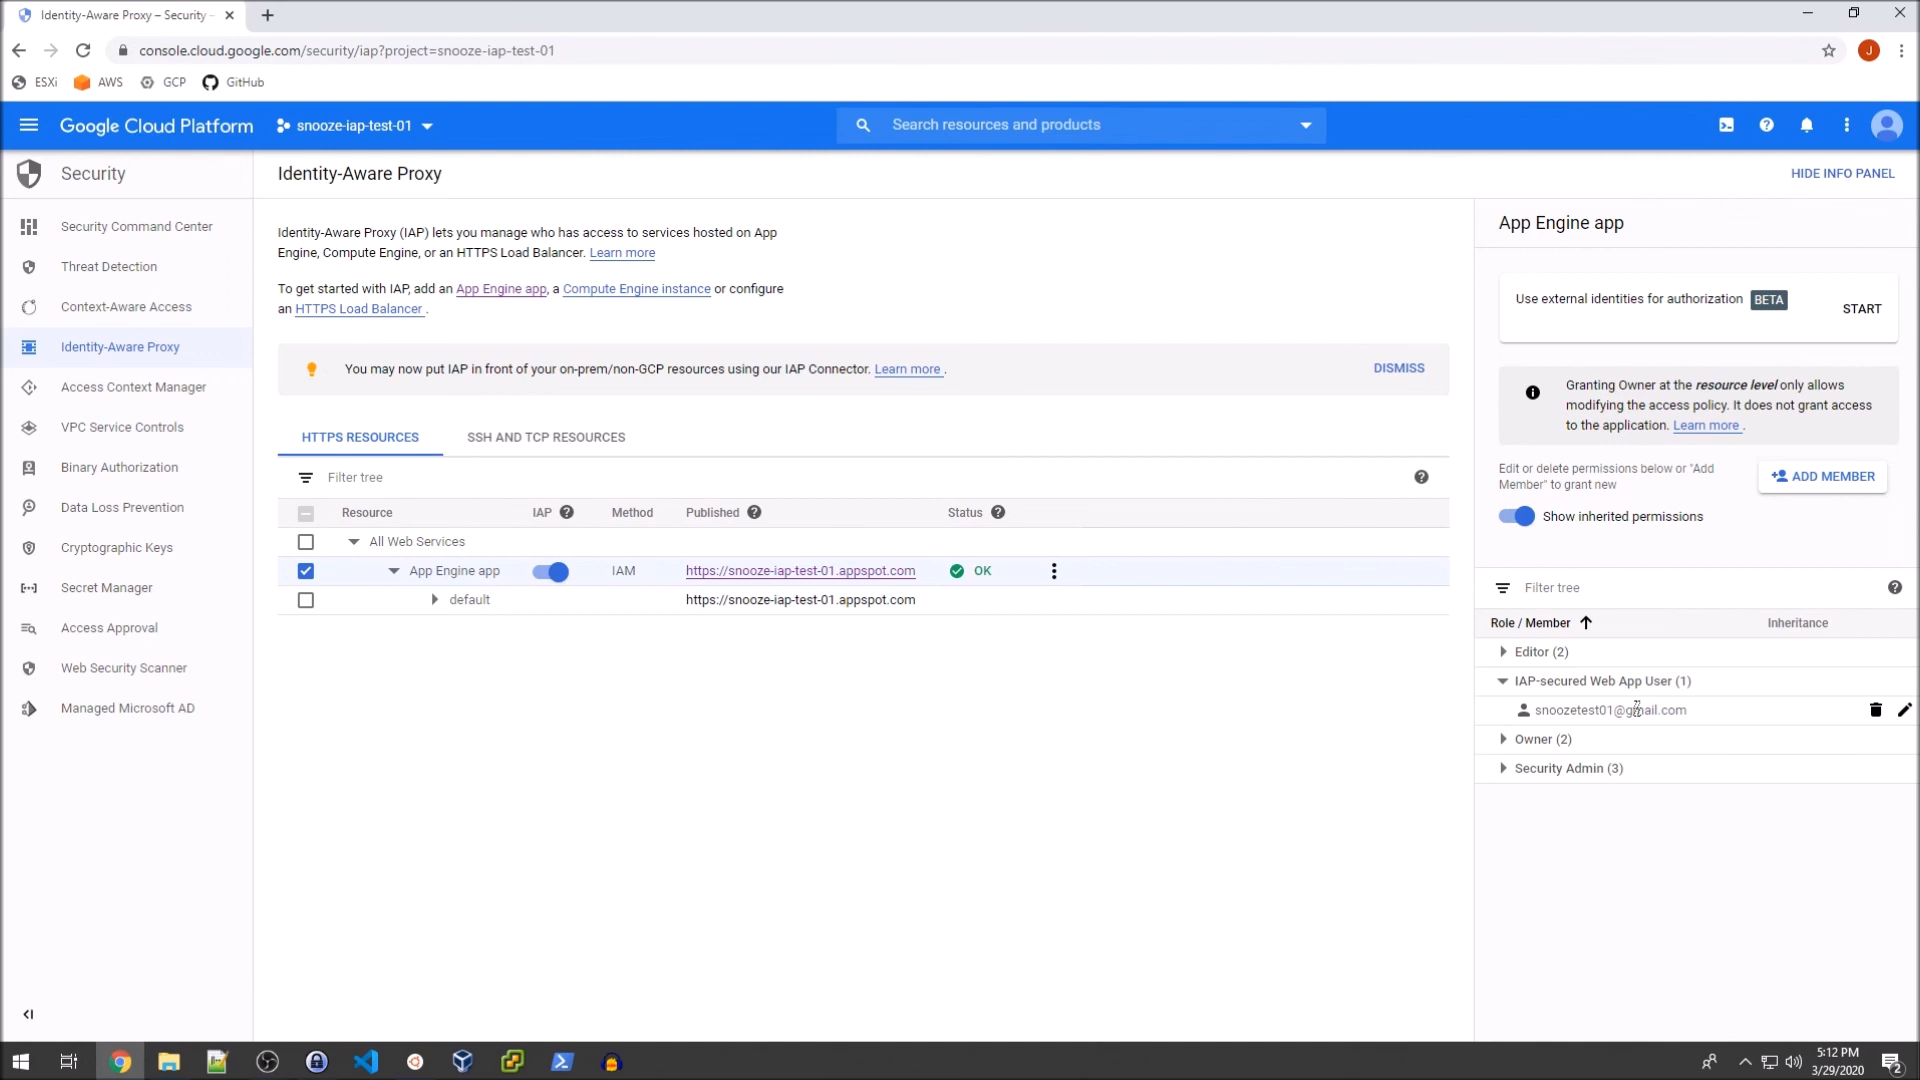 Identity-Aware Proxy – Security –
console.cloud.google.com/security/iap?project=snooze-iap-test-01
J
ESXi
AWS
GCP
GitHub
Google Cloud Platform
snooze-iap-test-01
Search resources and products
Security
Identity-Aware Proxy
HIDE INFO PANEL
Security Command Center
Threat Detection
Context-Aware Access
Identity-Aware Proxy
Access Context Manager
VPC Service Controls
Binary Authorization
Data Loss Prevention
Cryptographic Keys
Secret Manager
Access Approval
Web Security Scanner
Managed Microsoft AD
Identity-Aware Proxy (IAP) lets you manage who has access to services hosted on App
Engine, Compute Engine, or an HTTPS Load Balancer. Learn more
To get started with IAP, add an App Engine app, a Compute Engine instance or configure
an HTTPS Load Balancer .
You may now put IAP in front of your on-prem/non-GCP resources using our IAP Connector. Learn more .
DISMISS
HTTPS RESOURCES
SSH AND TCP RESOURCES
Filter tree
Resource IAP Method Published Status
All Web Services
App Engine app IAM https://snooze-iap-test-01.appspot.com OK
default https://snooze-iap-test-01.appspot.com
App Engine app
Use external identities for authorization BETA
START
Granting Owner at the resource level only allows
modifying the access policy. It does not grant access
to the application. Learn more .
Edit or delete permissions below or "Add
Member" to grant new
ADD MEMBER
Show inherited permissions
Filter tree
Role / Member Inheritance
Editor (2)
IAP-secured Web App User (1)
snoozetest01@gmail.com
Owner (2)
Security Admin (3)
5:12 PM
3/29/2020
2